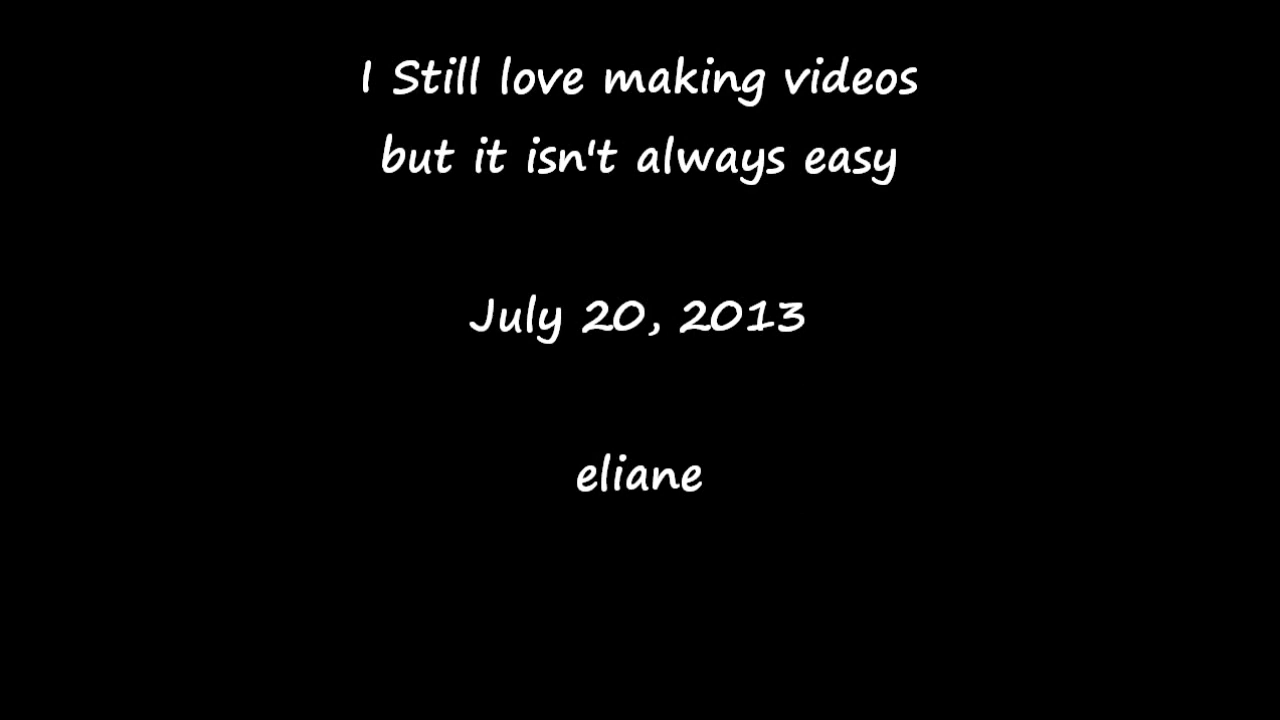 I Still love making videos
but it isn't always easy
July 20, 2013
eliane